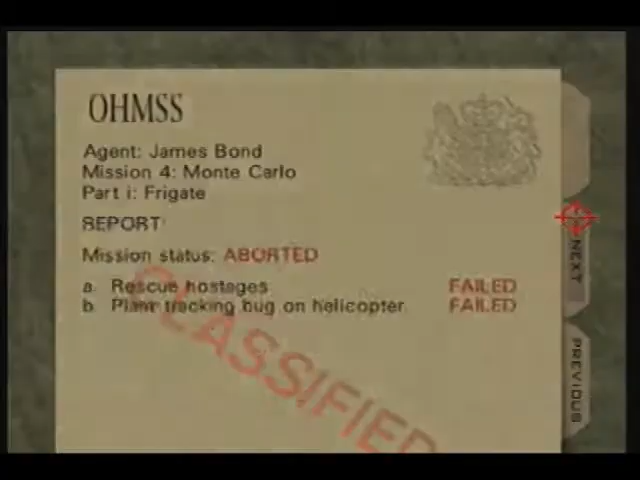 OHMSS
Agent: James Bond
Mission 4: Monte Carlo
Part i: Frigate
REPORT:
Mission status: ABORTED
a. Rescue hostages FAILED
b. Plant tracking bug on helicopter FAILED
CLASSIFIED
NEXT
PREVIOUS